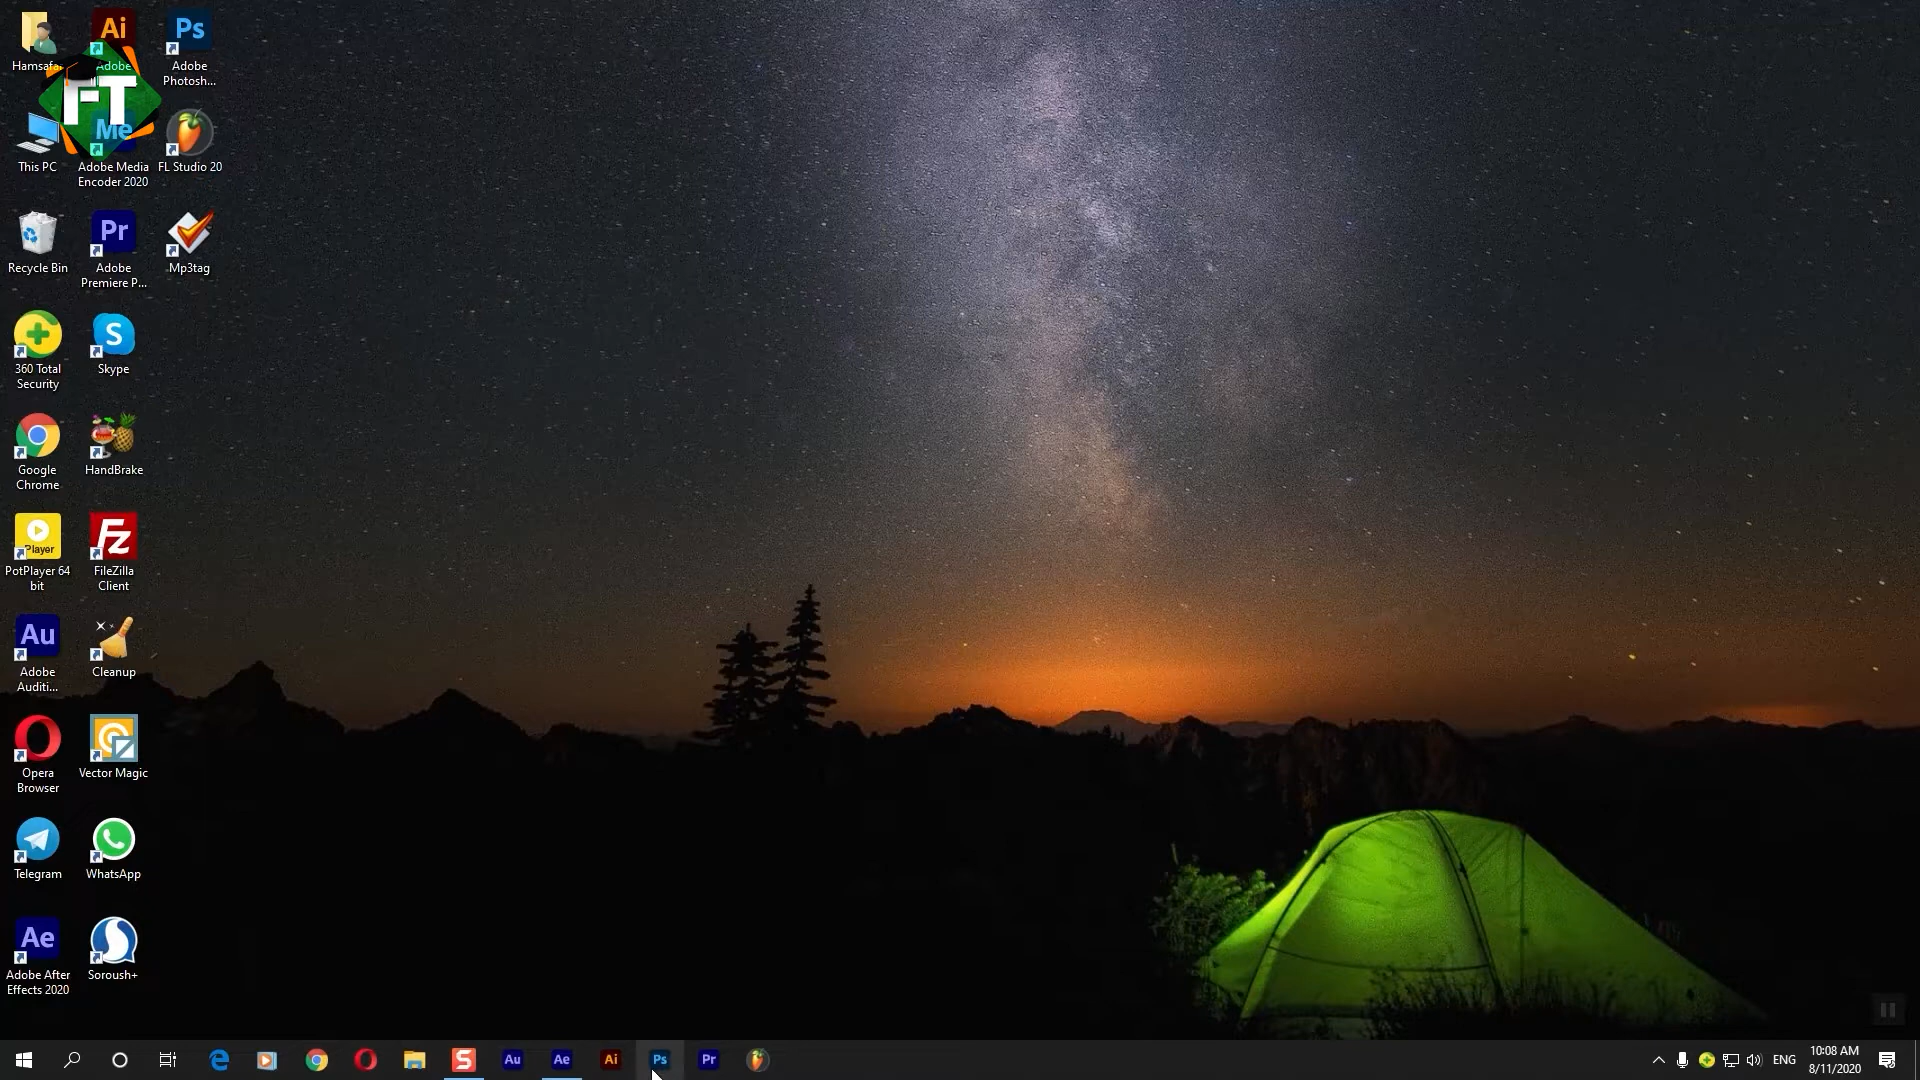 Hamsafa
Ai
Adobe
Ps
Adobe
Photosh...
FT
This PC
Me
Adobe Media
Encoder 2020
FL Studio 20
Recycle Bin
Pr
Adobe
Premiere P...
Mp3tag
360 Total
Security
S
Skype
Google
Chrome
HandBrake
Player
PotPlayer 64
bit
Fz
FileZilla
Client
Au
Adobe
Auditi...
Cleanup
Opera
Browser
Vector Magic
Telegram
WhatsApp
Ae
Adobe After
Effects 2020
Soroush+
S
Au
Ae
Ai
Ps
Pr
ENG
10:08 AM
8/11/2020